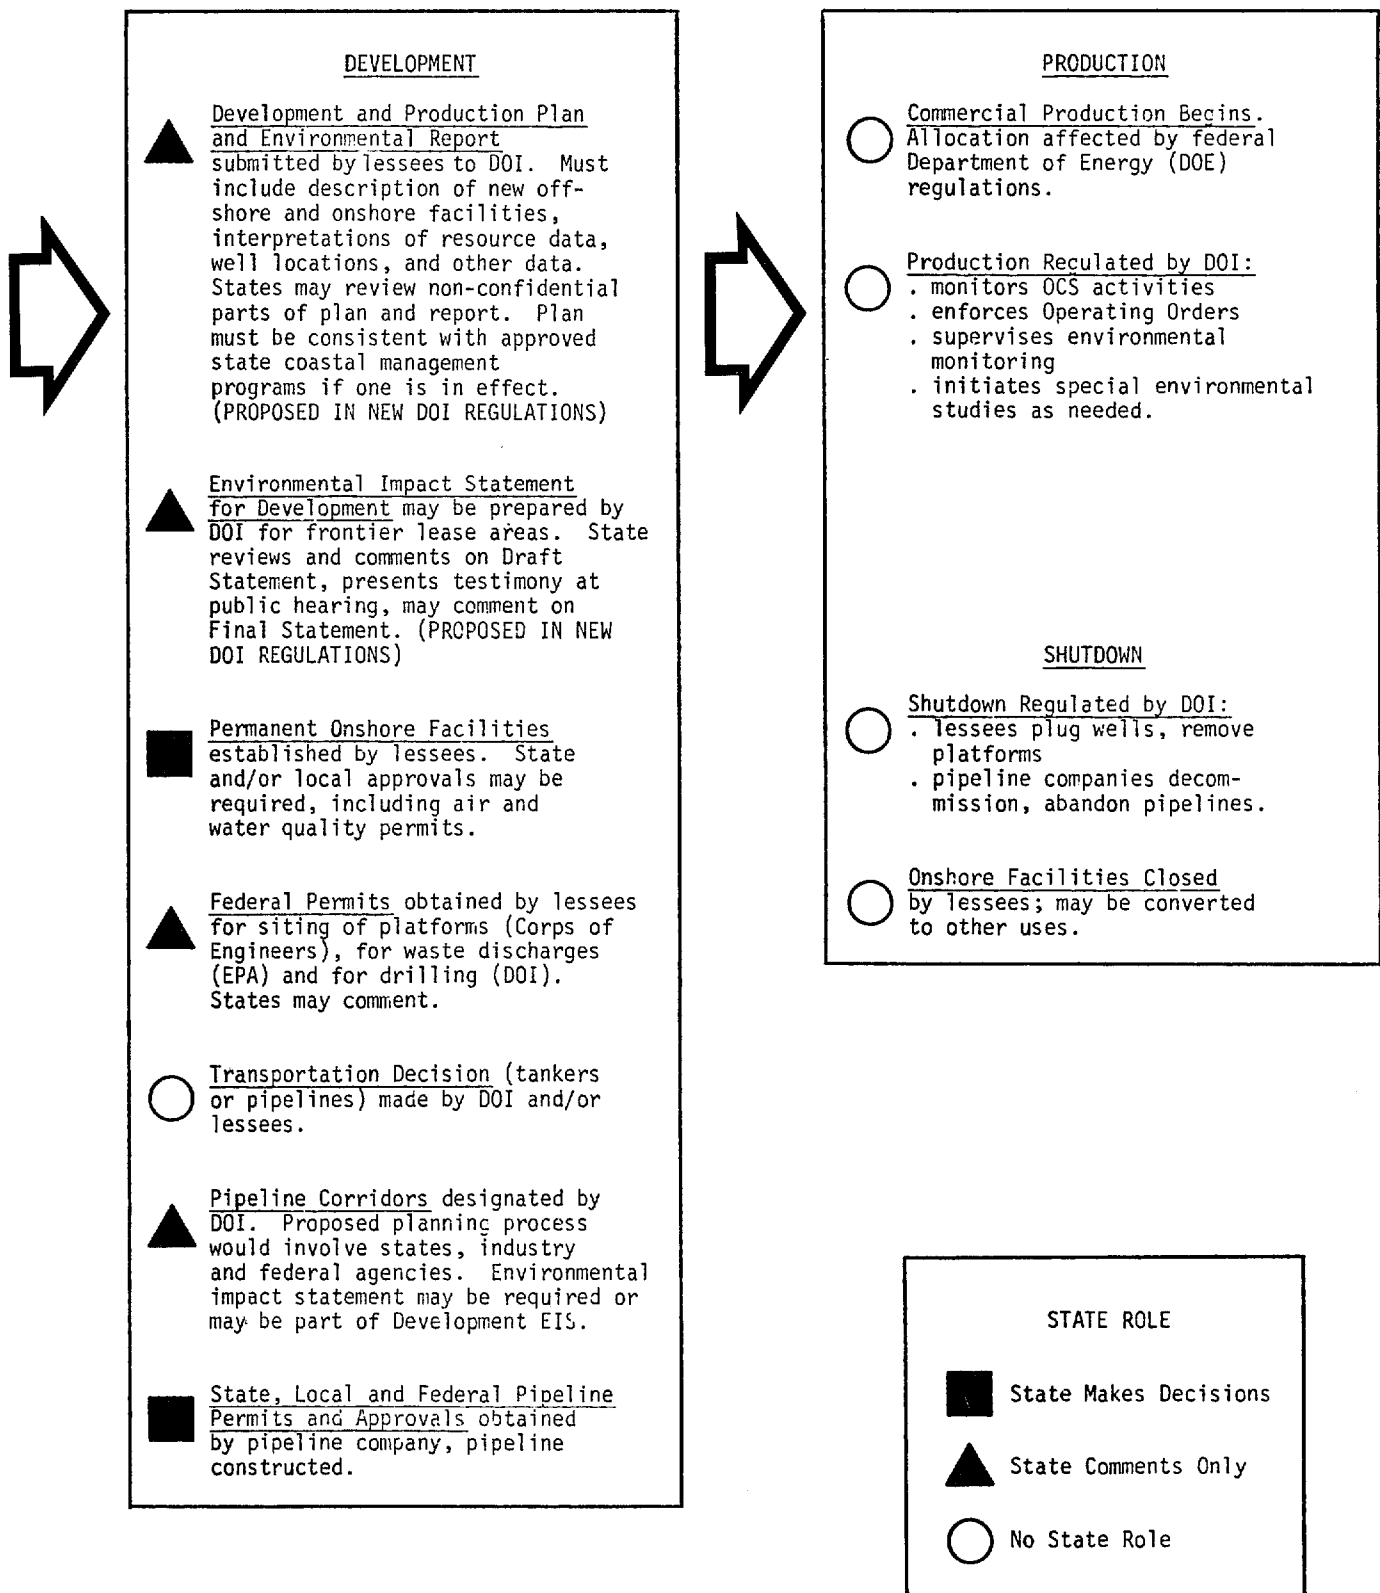 DEVELOPMENT
Development and Production Plan
and Environmental Report
submitted by lessees to DOI. Must
include description of new off-
shore and onshore facilities,
interpretations of resource data,
well locations, and other data.
States may review non-confidential
parts of plan and report. Plan
must be consistent with approved
state coastal management
programs if one is in effect.
(PROPOSED IN NEW DOI REGULATIONS)
Environmental Impact Statement
for Development may be prepared by
DOI for frontier lease areas. State
reviews and comments on Draft
Statement, presents testimony at
public hearing, may comment on
Final Statement. (PROPOSED IN NEW
DOI REGULATIONS)
Permanent Onshore Facilities
established by lessees. State
and/or local approvals may be
required, including air and
water quality permits.
Federal Permits obtained by lessees
for siting of platforms (Corps of
Engineers), for waste discharges
(EPA) and for drilling (DOI).
States may comment.
Transportation Decision (tankers
or pipelines) made by DOI and/or
lessees.
Pipeline Corridors designated by
DOI. Proposed planning process
would involve states, industry
and federal agencies. Environmental
impact statement may be required or
may be part of Development EIS.
State, Local and Federal Pipeline
Permits and Approvals obtained
by pipeline company, pipeline
constructed.
PRODUCTION
Commercial Production Begins.
Allocation affected by federal
Department of Energy (DOE)
regulations.
Production Regulated by DOI:
. monitors OCS activities
. enforces Operating Orders
. supervises environmental
monitoring
. initiates special environmental
studies as needed.
SHUTDOWN
Shutdown Regulated by DOI:
. lessees plug wells, remove
platforms
. pipeline companies decom-
mission, abandon pipelines.
Onshore Facilities Closed
by lessees; may be converted
to other uses.
STATE ROLE
State Makes Decisions
State Comments Only
No State Role